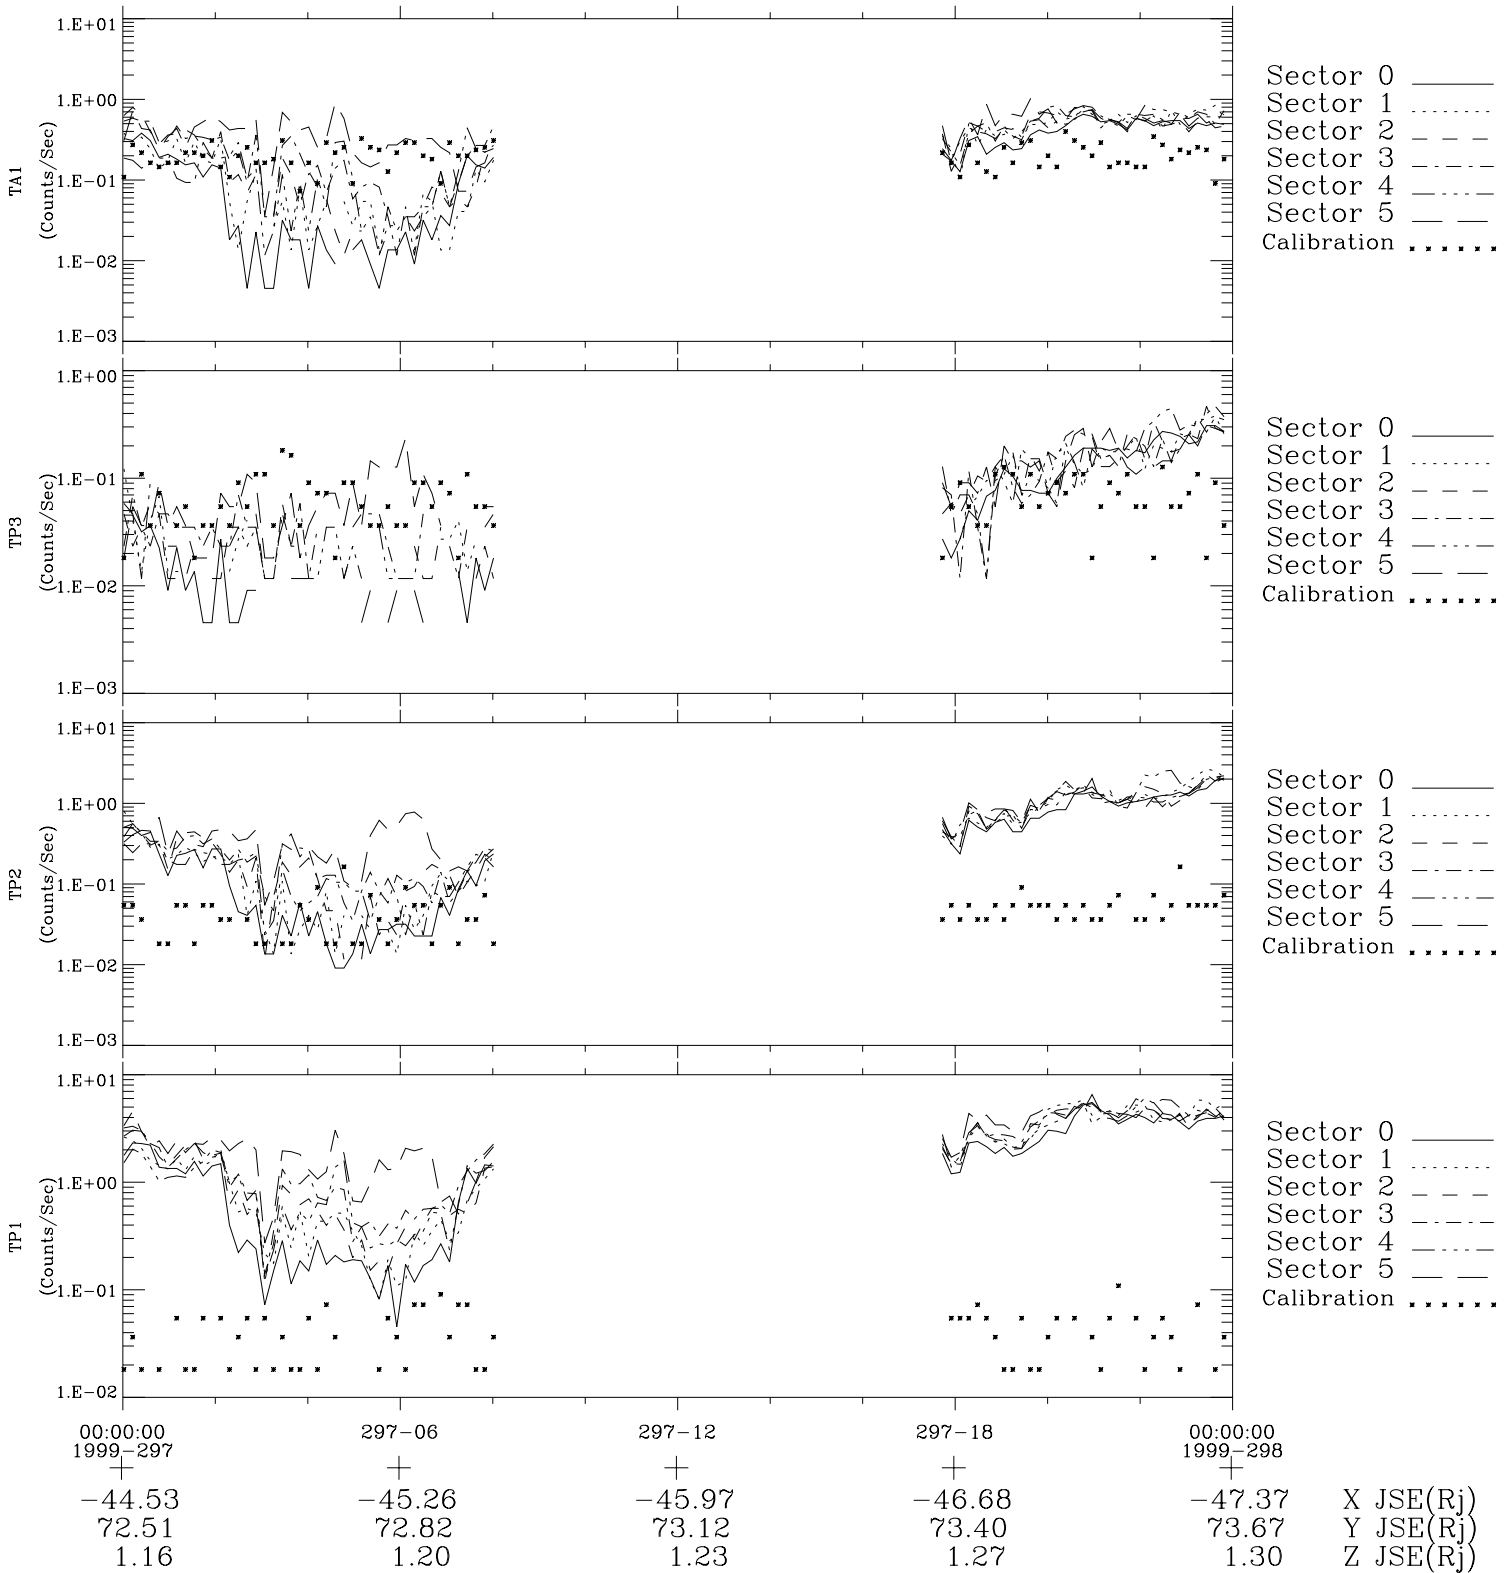 1.E+01
1.E+00
1.E-01
1.E-02
1.E-03
TA1
(Counts/Sec)
Sector 0
Sector 1
Sector 2
Sector 3
Sector 4
Sector 5
Calibration
1.E+00
1.E-01
1.E-02
1.E-03
TP3
(Counts/Sec)
Sector 0
Sector 1
Sector 2
Sector 3
Sector 4
Sector 5
Calibration
1.E+01
1.E+00
1.E-01
1.E-02
1.E-03
TP2
(Counts/Sec)
Sector 0
Sector 1
Sector 2
Sector 3
Sector 4
Sector 5
Calibration
1.E+01
1.E+00
1.E-01
1.E-02
TP1
(Counts/Sec)
Sector 0
Sector 1
Sector 2
Sector 3
Sector 4
Sector 5
Calibration
00:00:00 297-06 297-12 297-18 00:00:00
1999-297 1999-298
-44.53 -45.26 -45.97 -46.68 -47.37 X JSE(Rj)
72.51 72.82 73.12 73.40 73.67 Y JSE(Rj)
1.16 1.20 1.23 1.27 1.30 Z JSE(Rj)